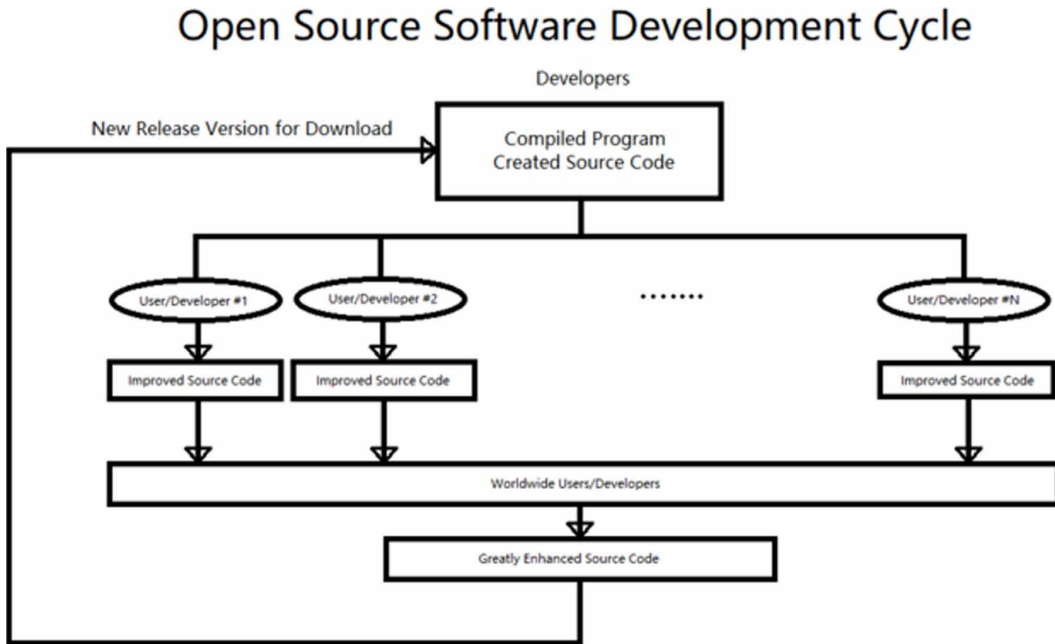 Open Source Software Development Cycle
Developers
New Release Version for Download
Compiled Program
Created Source Code
User/Developer #1
User/Developer #2
.......
User/Developer #N
Improved Source Code
Improved Source Code
Improved Source Code
Worldwide Users/Developers
Greatly Enhanced Source Code